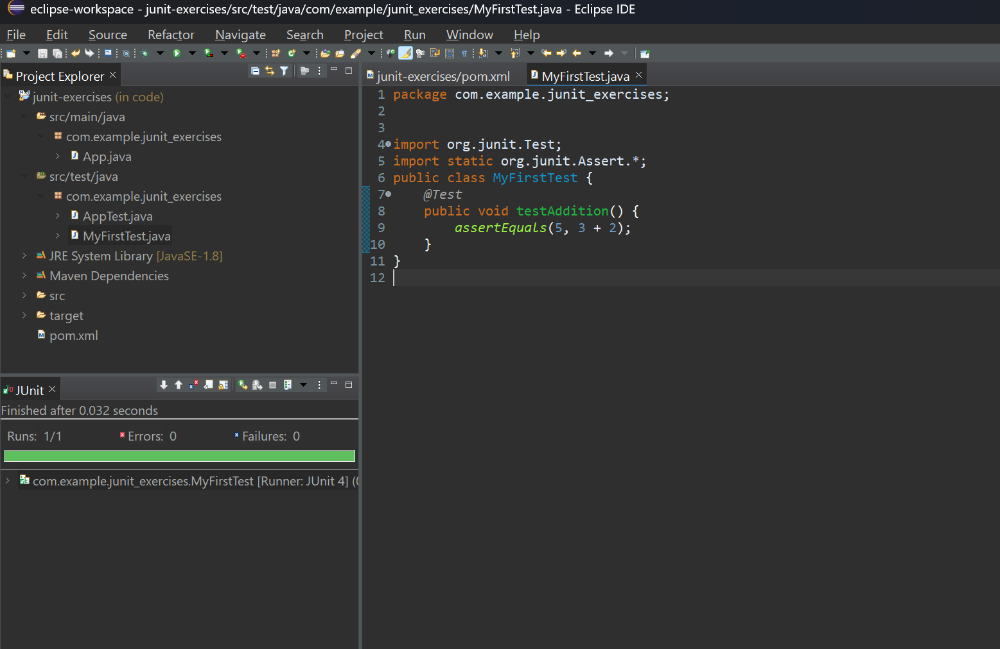 eclipse-workspace - junit-exercises/src/test/java/com/example/junit_exercises/MyFirstTest.java - Eclipse IDE
File Edit Source Refactor Navigate Search Project Run Window Help
Project Explorer
junit-exercises (in code)
src/main/java
com.example.junit_exercises
App.java
src/test/java
com.example.junit_exercises
AppTest.java
MyFirstTest.java
JRE System Library [JavaSE-1.8]
Maven Dependencies
src
target
pom.xml
JUnit
Finished after 0.032 seconds
Runs: 1/1 Errors: 0 Failures: 0
com.example.junit_exercises.MyFirstTest [Runner: JUnit 4] (0
junit-exercises/pom.xml MyFirstTest.java
1 package com.example.junit_exercises;
2
3
4 import org.junit.Test;
5 import static org.junit.Assert.*;
6 public class MyFirstTest {
7 @Test
8 public void testAddition() {
9 assertEquals(5, 3 + 2);
10 }
11 }
12